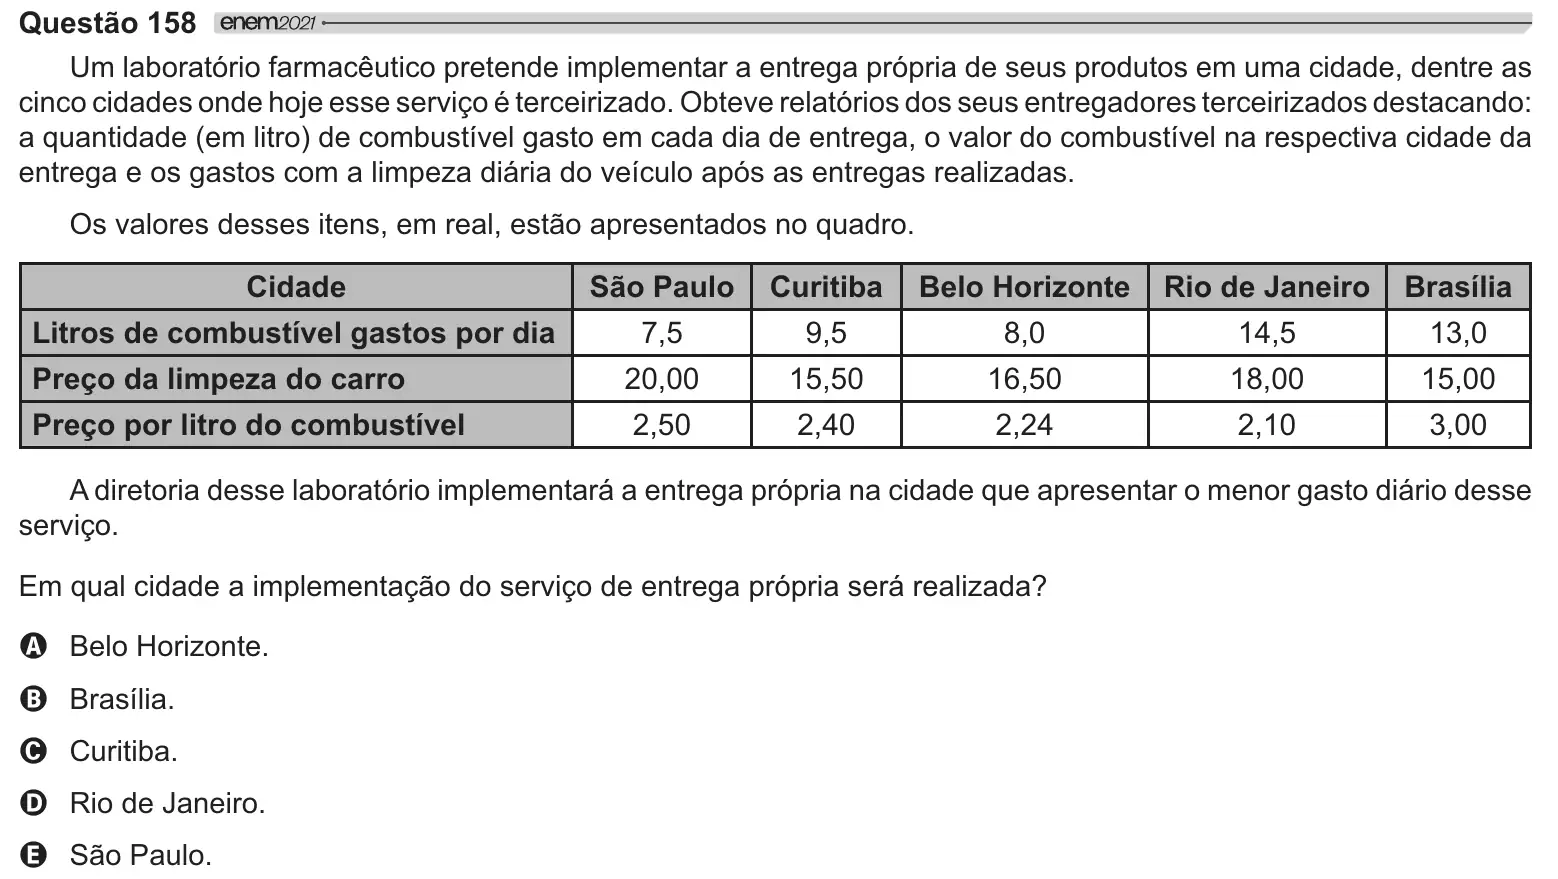 Questão 158 enem2021
Um laboratório farmacêutico pretende implementar a entrega própria de seus produtos em uma cidade, dentre as
cinco cidades onde hoje esse serviço é terceirizado. Obteve relatórios dos seus entregadores terceirizados destacando:
a quantidade (em litro) de combustível gasto em cada dia de entrega, o valor do combustível na respectiva cidade da
entrega e os gastos com a limpeza diária do veículo após as entregas realizadas.
Os valores desses itens, em real, estão apresentados no quadro.
Cidade São Paulo Curitiba Belo Horizonte Rio de Janeiro Brasília
Litros de combustível gastos por dia 7,5 9,5 8,0 14,5 13,0
Preço da limpeza do carro 20,00 15,50 16,50 18,00 15,00
Preço por litro do combustível 2,50 2,40 2,24 2,10 3,00
A diretoria desse laboratório implementará a entrega própria na cidade que apresentar o menor gasto diário desse
serviço.
Em qual cidade a implementação do serviço de entrega própria será realizada?
A Belo Horizonte.
B Brasília.
C Curitiba.
D Rio de Janeiro.
E São Paulo.